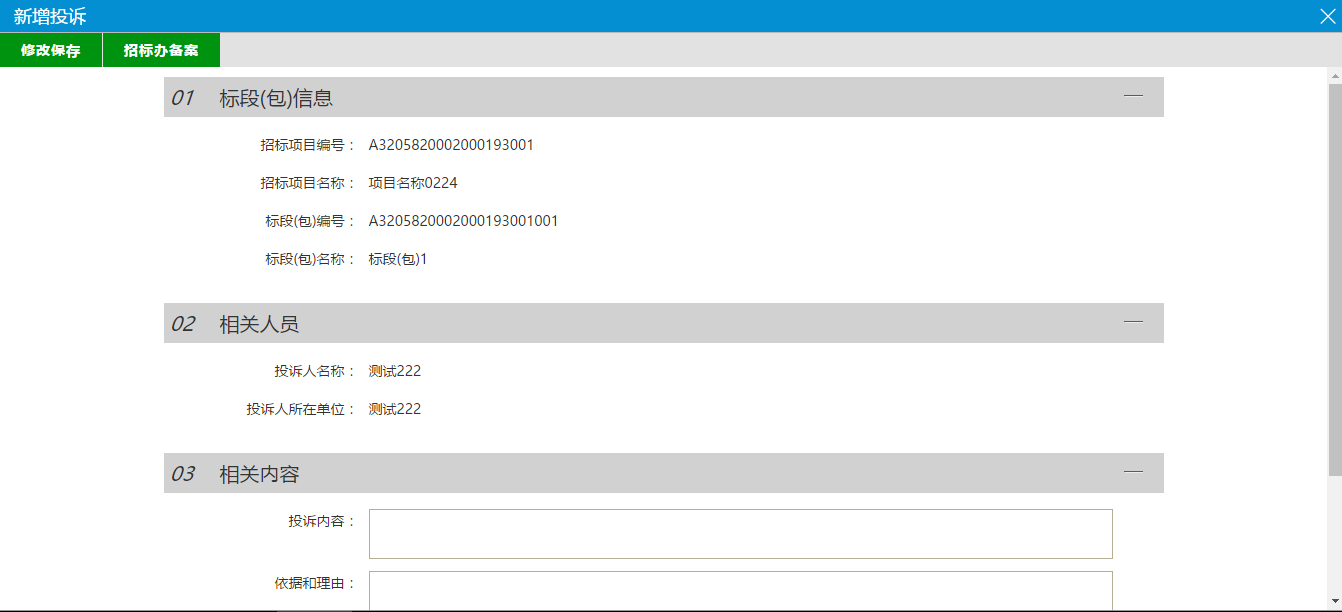 新增投诉
修改保存 招标办备案
01 标段(包)信息
招标项目编号： A3205820002000193001
招标项目名称： 项目名称0224
标段(包)编号： A3205820002000193001001
标段(包)名称： 标段(包)1
02 相关人员
投诉人名称： 测试222
投诉人所在单位： 测试222
03 相关内容
投诉内容：
依据和理由：